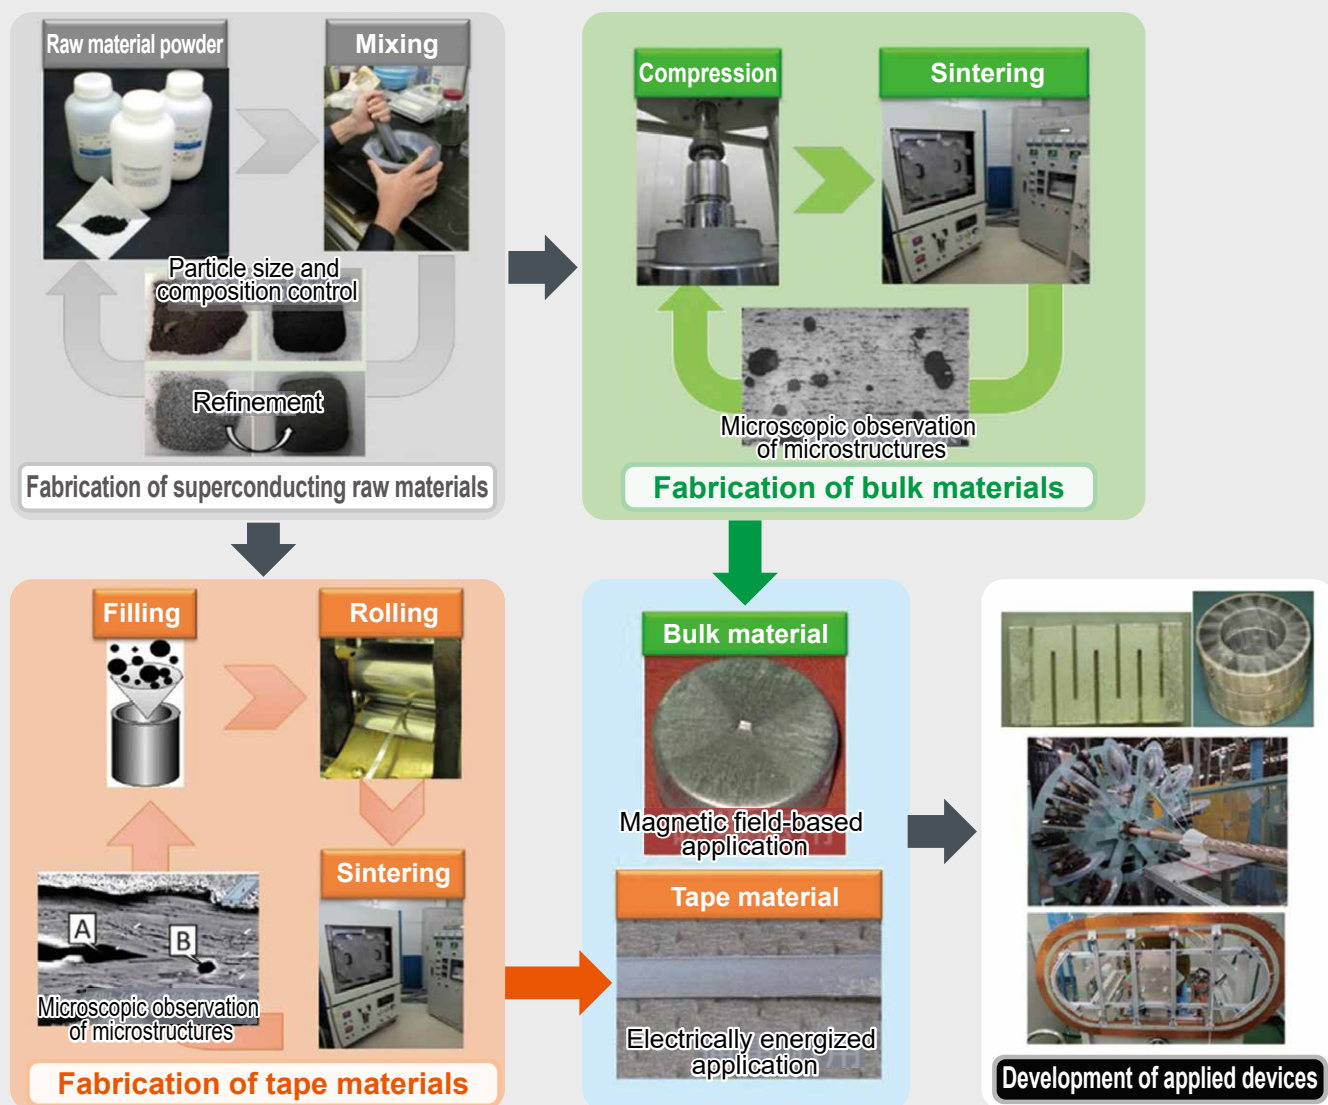 Raw material powder
Mixing
Particle size and
composition control
Refinement
Fabrication of superconducting raw materials
Compression
Sintering
Microscopic observation
of microstructures
Fabrication of bulk materials
Filling
Rolling
Sintering
A
B
Microscopic observation
of microstructures
Fabrication of tape materials
Bulk material
Magnetic field-based
application
Tape material
Electrically energized
application
Development of applied devices